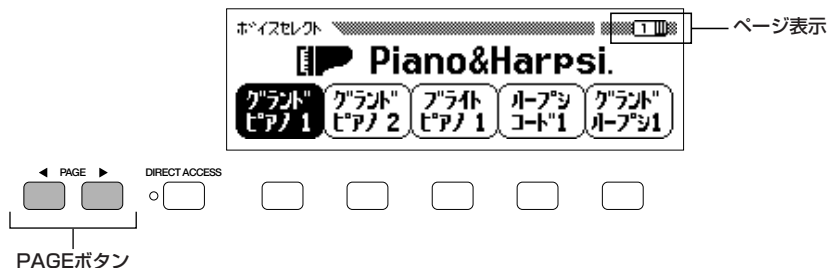 ボイスセレクト
1
ページ表示
Piano&Harpsi.
グランド ピアノ 1
グランド ピアノ 2
ブライト ピアノ 1
ハープシ コード1
グランド ハープシ1
◀ PAGE ▶
DIRECT ACCESS
PAGEボタン